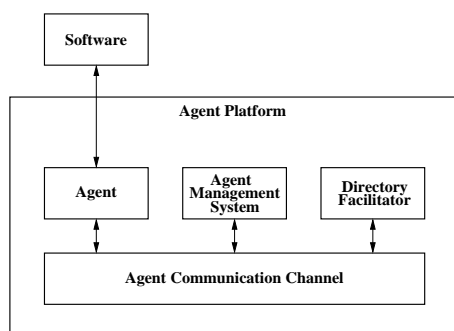 Software
Agent Platform
Agent
Agent
Management
System
Directory
Facilitator
Agent Communication Channel